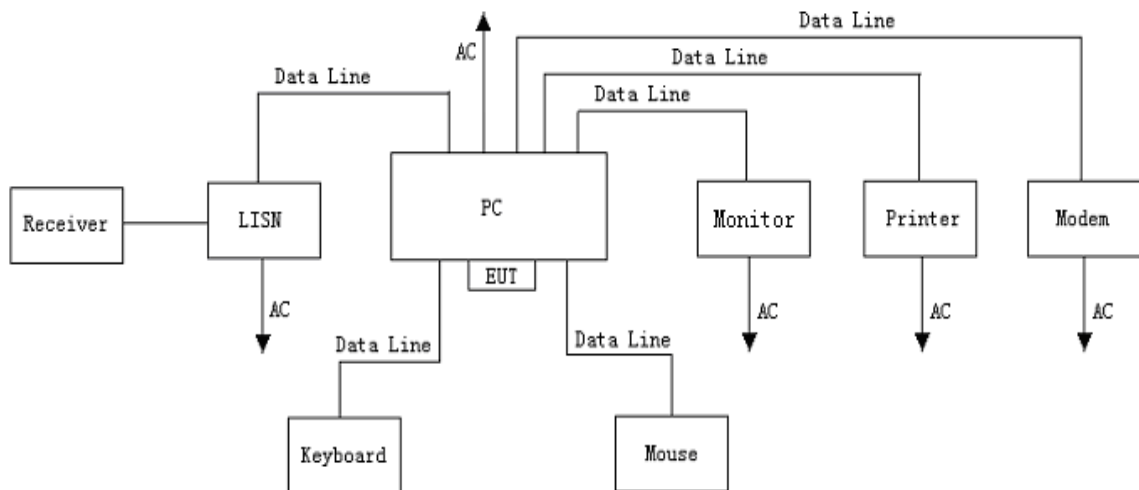 Data Line
AC
Data Line
Data Line
Data Line
Receiver
LISN
PC
Monitor
Printer
Modem
EUT
AC
AC
AC
AC
Data Line
Data Line
Keyboard
Mouse